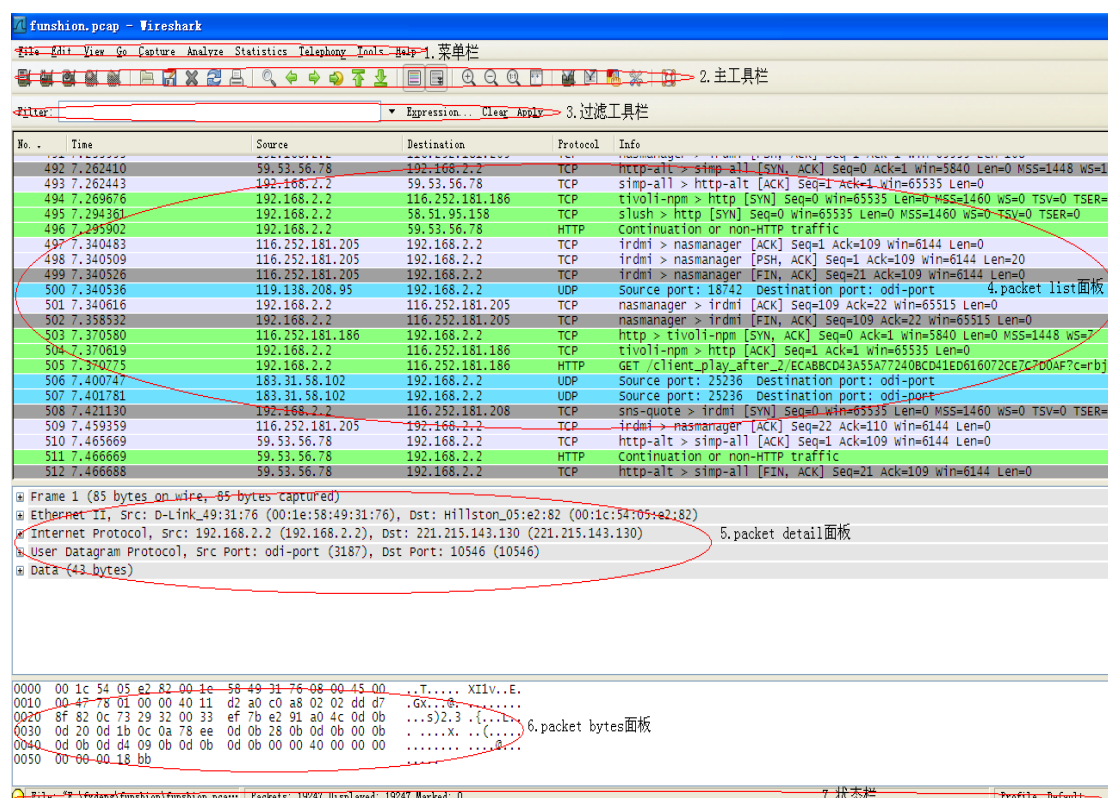 funshion.pcap - Wireshark
File Edit View Go Capture Analyze Statistics Telephony Tools Help 1.菜单栏
2.主工具栏
Filter: Expression... Clear Apply 3.过滤工具栏
No. . Time Source Destination Protocol Info
492 7.262410 59.53.56.78 192.168.2.2 TCP http-alt > simp-all [SYN, ACK] Seq=0 Ack=1 Win=5840 Len=0 MSS=1448 WS=1
493 7.262443 192.168.2.2 59.53.56.78 TCP simp-all > http-alt [ACK] Seq=1 Ack=1 Win=65535 Len=0
494 7.269676 192.168.2.2 116.252.181.186 TCP tivoli-npm > http [SYN] Seq=0 Win=65535 Len=0 MSS=1460 WS=0 TSV=0 TSER=
495 7.294361 192.168.2.2 58.51.95.158 TCP slush > http [SYN] Seq=0 Win=65535 Len=0 MSS=1460 WS=0 TSV=0 TSER=0
496 7.295902 192.168.2.2 59.53.56.78 HTTP Continuation or non-HTTP traffic
497 7.340483 116.252.181.205 192.168.2.2 TCP irdmi > nasmanager [ACK] Seq=1 Ack=109 Win=6144 Len=0
498 7.340509 116.252.181.205 192.168.2.2 TCP irdmi > nasmanager [PSH, ACK] Seq=1 Ack=109 Win=6144 Len=20
499 7.340526 116.252.181.205 192.168.2.2 TCP irdmi > nasmanager [FIN, ACK] Seq=21 Ack=109 Win=6144 Len=0
500 7.340536 119.138.208.95 192.168.2.2 UDP Source port: 18742 Destination port: odi-port 4.packet list面板
501 7.340616 192.168.2.2 116.252.181.205 TCP nasmanager > irdmi [ACK] Seq=109 Ack=22 Win=65515 Len=0
502 7.358532 192.168.2.2 116.252.181.205 TCP nasmanager > irdmi [FIN, ACK] Seq=109 Ack=22 Win=65515 Len=0
503 7.370580 116.252.181.186 192.168.2.2 TCP http > tivoli-npm [SYN, ACK] Seq=0 Ack=1 Win=5840 Len=0 MSS=1448 WS=7
504 7.370619 192.168.2.2 116.252.181.186 TCP tivoli-npm > http [ACK] Seq=1 Ack=1 Win=65535 Len=0
505 7.370775 192.168.2.2 116.252.181.186 HTTP GET /client_play_after_2/ECABBCD43A55A77240BCD41ED616072CE7C7D0AF?c=rbj
506 7.400747 183.31.58.102 192.168.2.2 UDP Source port: 25236 Destination port: odi-port
507 7.401781 183.31.58.102 192.168.2.2 UDP Source port: 25236 Destination port: odi-port
508 7.421130 192.168.2.2 116.252.181.208 TCP sns-quote > irdmi [SYN] Seq=0 Win=65535 Len=0 MSS=1460 WS=0 TSV=0 TSER=
509 7.459359 116.252.181.205 192.168.2.2 TCP irdmi > nasmanager [ACK] Seq=22 Ack=110 Win=6144 Len=0
510 7.465669 59.53.56.78 192.168.2.2 TCP http-alt > simp-all [ACK] Seq=1 Ack=109 Win=6144 Len=0
511 7.466669 59.53.56.78 192.168.2.2 HTTP Continuation or non-HTTP traffic
512 7.466688 59.53.56.78 192.168.2.2 TCP http-alt > simp-all [FIN, ACK] Seq=21 Ack=109 Win=6144 Len=0
Frame 1 (85 bytes on wire, 85 bytes captured)
Ethernet II, Src: D-Link_49:31:76 (00:1e:58:49:31:76), Dst: Hillston_05:e2:82 (00:1c:54:05:e2:82)
Internet Protocol, Src: 192.168.2.2 (192.168.2.2), Dst: 221.215.143.130 (221.215.143.130) 5.packet detail面板
User Datagram Protocol, Src Port: odi-port (3187), Dst Port: 10546 (10546)
Data (43 bytes)
0000 00 1c 54 05 e2 82 00 1e 58 49 31 76 08 00 45 00 ..T..... XI1v..E.
0010 00 47 78 01 00 00 40 11 d2 a0 c0 a8 02 02 dd d7 .Gx...@. ........
0020 8f 82 0c 73 29 32 00 33 ef 7b e2 91 a0 4c 0d 0b ...s)2.3 .{...L..
0030 0d 20 0d 1b 0c 0a 78 ee 0d 0b 28 0b 0d 0b 00 0b . ....x. ..(..... 6.packet bytes面板
0040 0d 0b 0d d4 09 0b 0d 0b 0d 0b 00 00 40 00 00 00 ........ ....@...
0050 00 00 00 18 bb .....
Packets: 19247 Displayed: 19247 Marked: 0 7.状态栏 Profile: Default